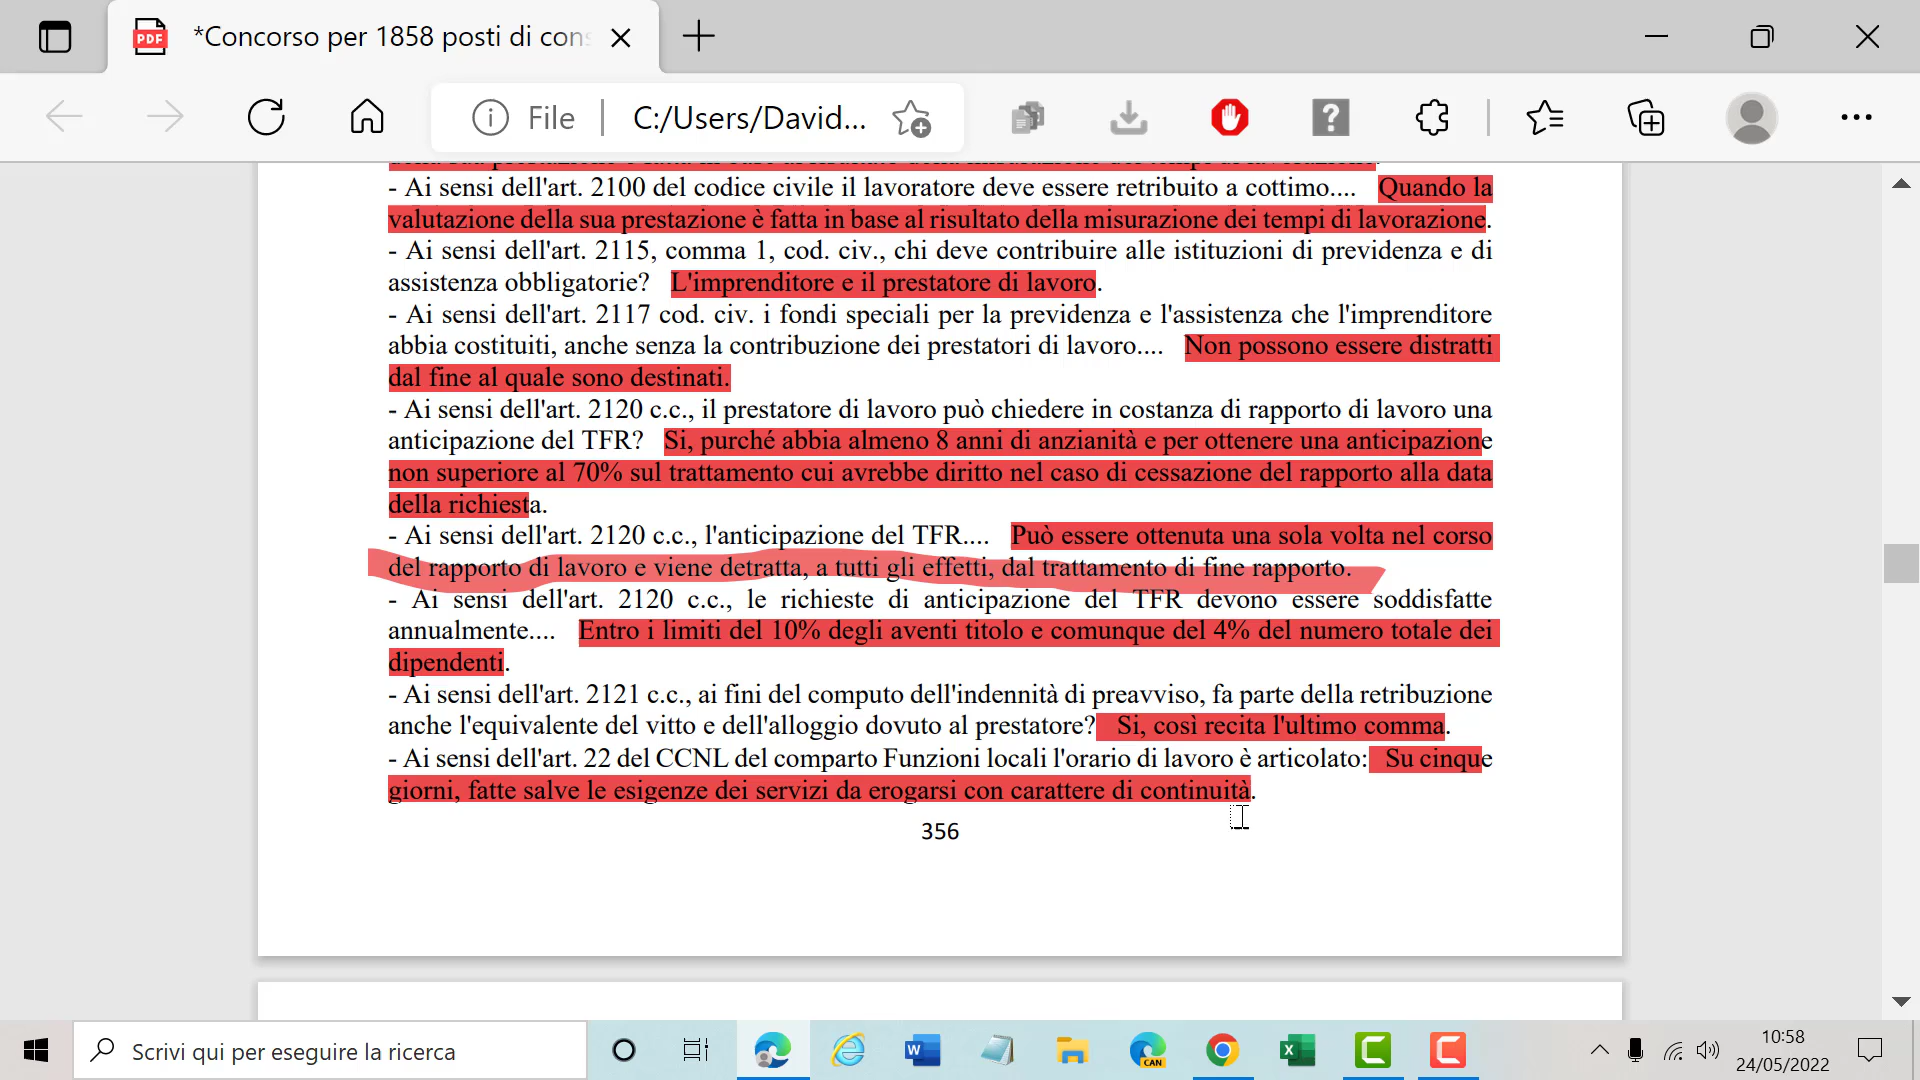 *Concorso per 1858 posti di cons
File
C:/Users/David...
- Ai sensi dell'art. 2100 del codice civile il lavoratore deve essere retribuito a cottimo.... Quando la
valutazione della sua prestazione è fatta in base al risultato della misurazione dei tempi di lavorazione.
- Ai sensi dell'art. 2115, comma 1, cod. civ., chi deve contribuire alle istituzioni di previdenza e di
assistenza obbligatorie? L'imprenditore e il prestatore di lavoro.
- Ai sensi dell'art. 2117 cod. civ. i fondi speciali per la previdenza e l'assistenza che l'imprenditore
abbia costituiti, anche senza la contribuzione dei prestatori di lavoro.... Non possono essere distratti
dal fine al quale sono destinati.
- Ai sensi dell'art. 2120 c.c., il prestatore di lavoro può chiedere in costanza di rapporto di lavoro una
anticipazione del TFR? Si, purché abbia almeno 8 anni di anzianità e per ottenere una anticipazione
non superiore al 70% sul trattamento cui avrebbe diritto nel caso di cessazione del rapporto alla data
della richiesta.
- Ai sensi dell'art. 2120 c.c., l'anticipazione del TFR.... Può essere ottenuta una sola volta nel corso
del rapporto di lavoro e viene detratta, a tutti gli effetti, dal trattamento di fine rapporto.
- Ai sensi dell'art. 2120 c.c., le richieste di anticipazione del TFR devono essere soddisfatte
annualmente.... Entro i limiti del 10% degli aventi titolo e comunque del 4% del numero totale dei
dipendenti.
- Ai sensi dell'art. 2121 c.c., ai fini del computo dell'indennità di preavviso, fa parte della retribuzione
anche l'equivalente del vitto e dell'alloggio dovuto al prestatore? Si, così recita l'ultimo comma.
- Ai sensi dell'art. 22 del CCNL del comparto Funzioni locali l'orario di lavoro è articolato: Su cinque
giorni, fatte salve le esigenze dei servizi da erogarsi con carattere di continuità.
356
Scrivi qui per eseguire la ricerca
CAN
10:58
24/05/2022